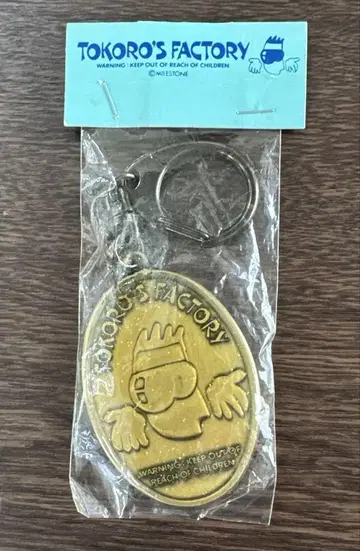 TOKORO'S FACTORY
WARNING : KEEP OUT OF REACH OF CHILDREN
©MILESTONE
TOKORO'S FACTORY
WARNING : KEEP OUT OF
REACH OF CHILDREN